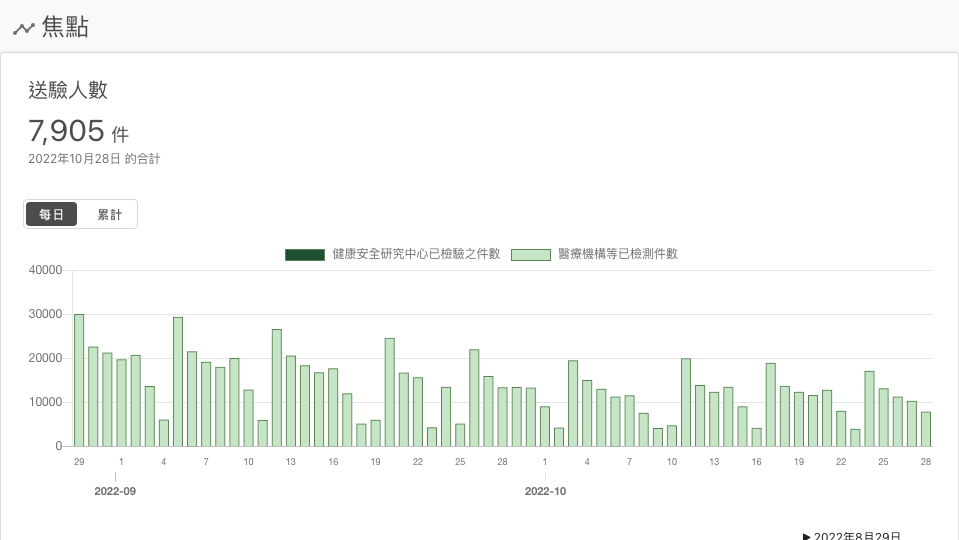 焦點
送驗人數
7,905 件
2022年10月28日 的合計
每日 累計
健康安全研究中心已檢驗之件數 醫療機構等已檢測件數
40000
30000
20000
10000
0
29 1 4 7 10 13 16 19 22 25 28 1 4 7 10 13 16 19 22 25 28
2022-09 2022-10
▶ 2022年8月29日